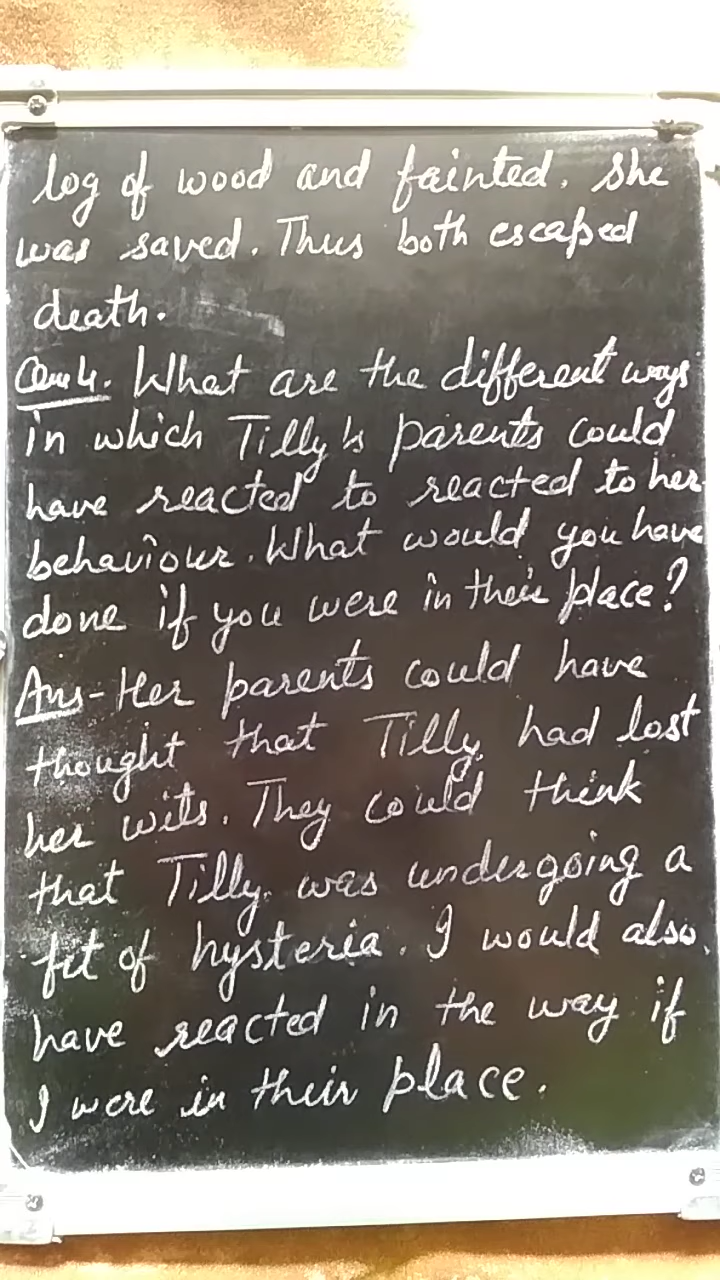 log of wood and fainted. She
was saved. Thus both escaped
death.
Ques 4. What are the different ways
in which Tilly's parents could
have reacted to reacted to her
behaviour. What would you have
done if you were in their place?
Ans - Her parents could have
thought that Tilly had lost
her wits. They could think
that Tilly was undergoing a
fit of hysteria. I would also
have reacted in the way if
I were in their place.